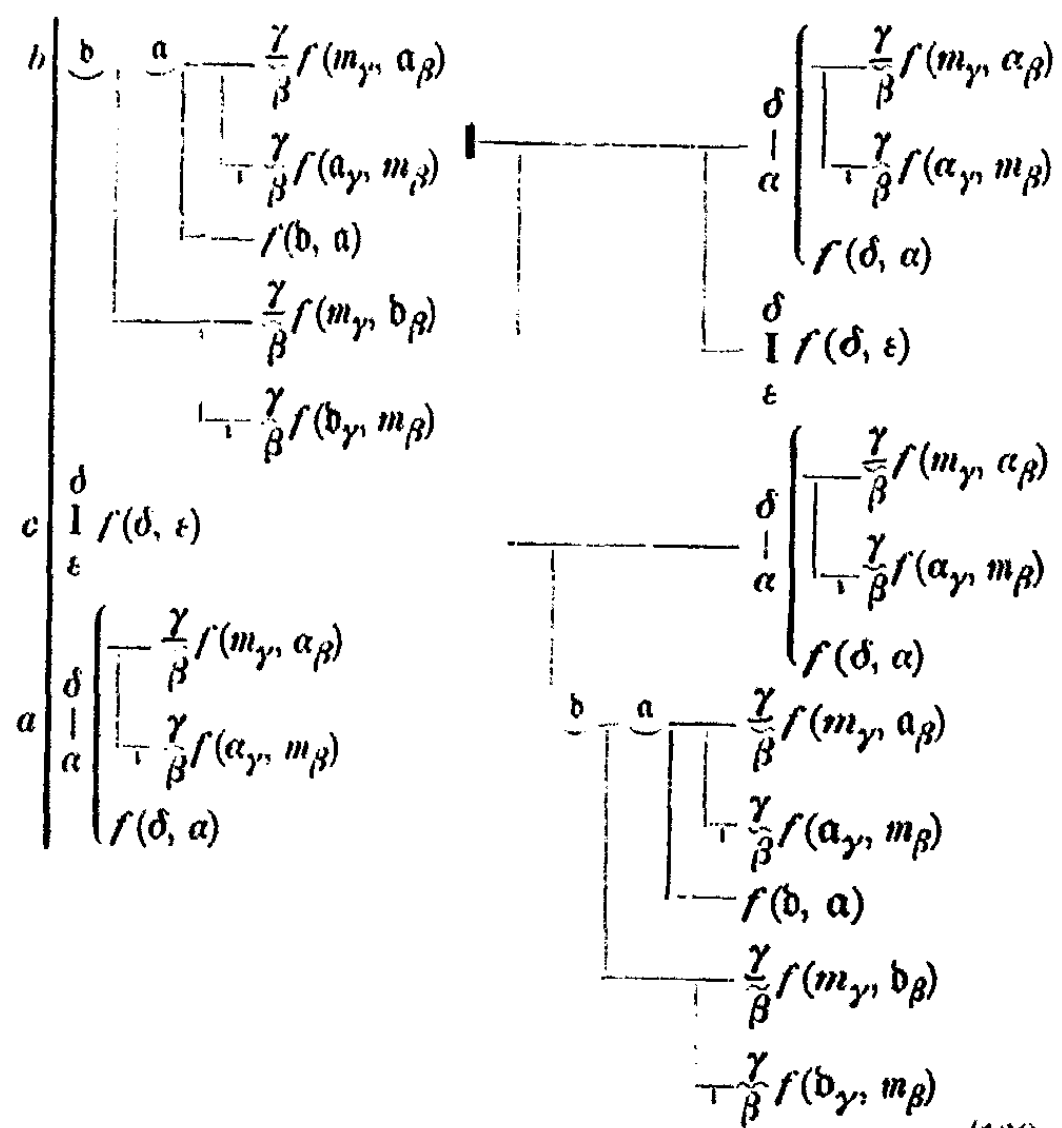 b 𝔡 𝔞 γ/β f(m_γ, 𝔞_β)
γ/β f(𝔞_γ, m_β)
f(𝔡, 𝔞)
γ/β f(m_γ, 𝔡_β)
γ/β f(𝔡_γ, m_β)
δ
c I f(δ, ε)
ε
γ/β f(m_γ, α_β)
δ
a | γ/β f(α_γ, m_β)
α
f(δ, α)
γ/β f(m_γ, α_β)
δ
| γ/β f(α_γ, m_β)
α
f(δ, α)
δ
I f(δ, ε)
ε
γ/β f(m_γ, α_β)
δ
| γ/β f(α_γ, m_β)
α
f(δ, α)
𝔡 𝔞 γ/β f(m_γ, 𝔞_β)
γ/β f(𝔞_γ, m_β)
f(𝔡, 𝔞)
γ/β f(m_γ, 𝔡_β)
γ/β f(𝔡_γ, m_β)